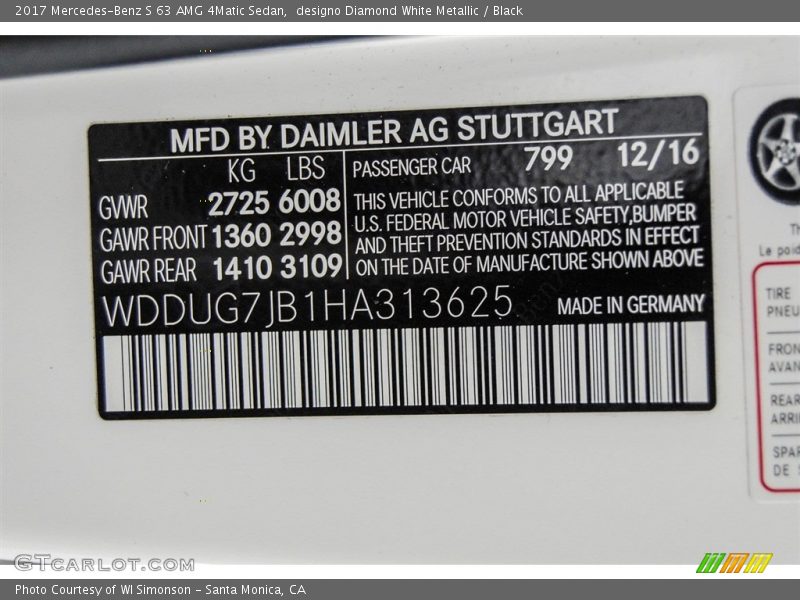 2017 Mercedes-Benz S 63 AMG 4Matic Sedan,  designo Diamond White Metallic / Black
MFD BY DAIMLER AG STUTTGART
KG LBS
GWWR 2725 6008
GAWR FRONT 1360 2998
GAWR REAR 1410 3109
PASSENGER CAR 799 12/16
THIS VEHICLE CONFORMS TO ALL APPLICABLE
U.S. FEDERAL MOTOR VEHICLE SAFETY,BUMPER
AND THEFT PREVENTION STANDARDS IN EFFECT
ON THE DATE OF MANUFACTURE SHOWN ABOVE
WDDUG7JB1HA313625 MADE IN GERMANY
Le poid
TIRE
PNEU
FRON
AVAN
REAR
ARRI
SPAR
DE
GTCARLOT.COM
Photo Courtesy of WI Simonson - Santa Monica, CA